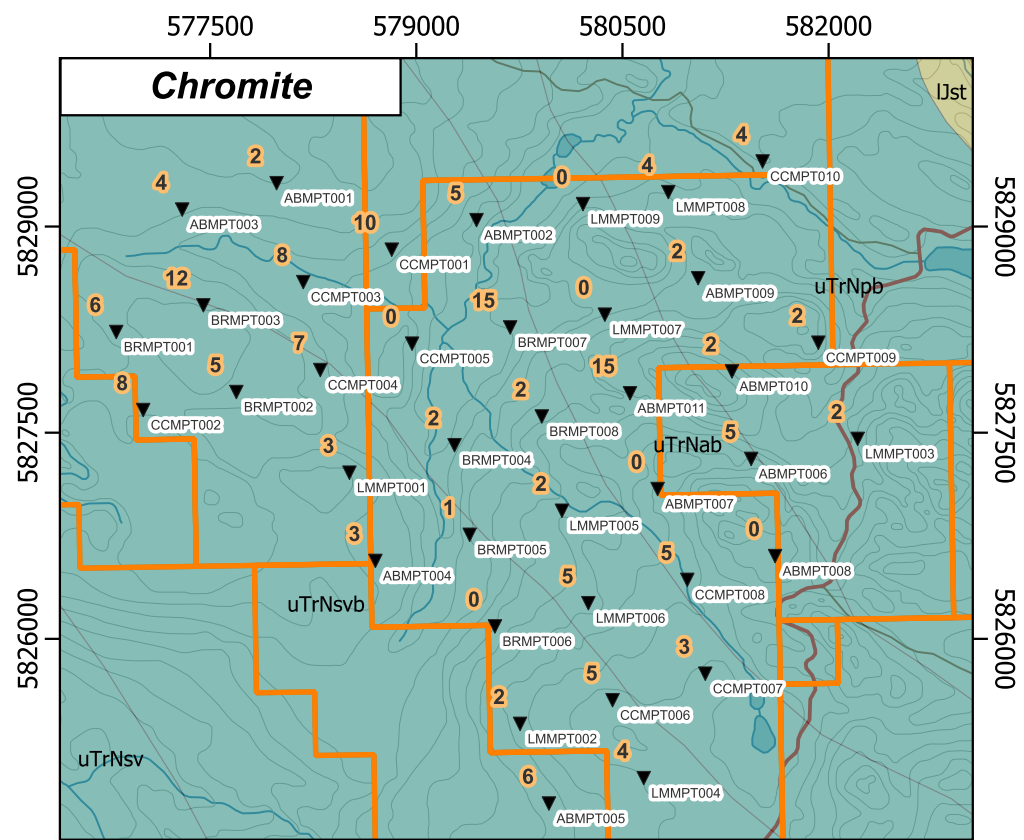 577500 579000 580500 582000
Chromite
lJst
4
CCMPT010
2
ABMPT001
4
ABMPT003
0
4
LMMPT008
5
ABMPT002
LMMPT009
10
CCMPT001
5829000
5829000
8
CCMPT003
2
ABMPT009
uTrNpb
12
BRMPT003
6
BRMPT001
0
LMMPT007
15
BRMPT007
0
CCMPT005
2
CCMPT009
7
CCMPT004
5
BRMPT002
2
ABMPT010
15
ABMPT011
8
CCMPT002
2
BRMPT008
2
BRMPT004
2
LMMPT003
5827500
5827500
uTrNab
5
ABMPT006
3
LMMPT001
0
ABMPT007
2
LMMPT005
1
BRMPT005
0
ABMPT008
3
ABMPT004
5
CCMPT008
5
LMMPT006
uTrNsvb
0
BRMPT006
5826000
5826000
3
CCMPT007
5
CCMPT006
2
LMMPT002
4
LMMPT004
uTrNsv
6
ABMPT005